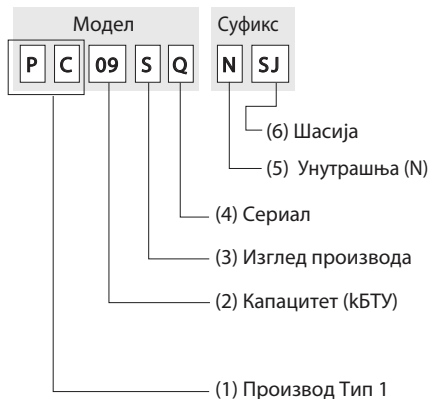 Модел Суфикс
P C 09 S Q N SJ
(6) Шасија
(5) Унутрашња (N)
(4) Сериал
(3) Изглед производа
(2) Капацитет (kБТУ)
(1) Производ Тип 1